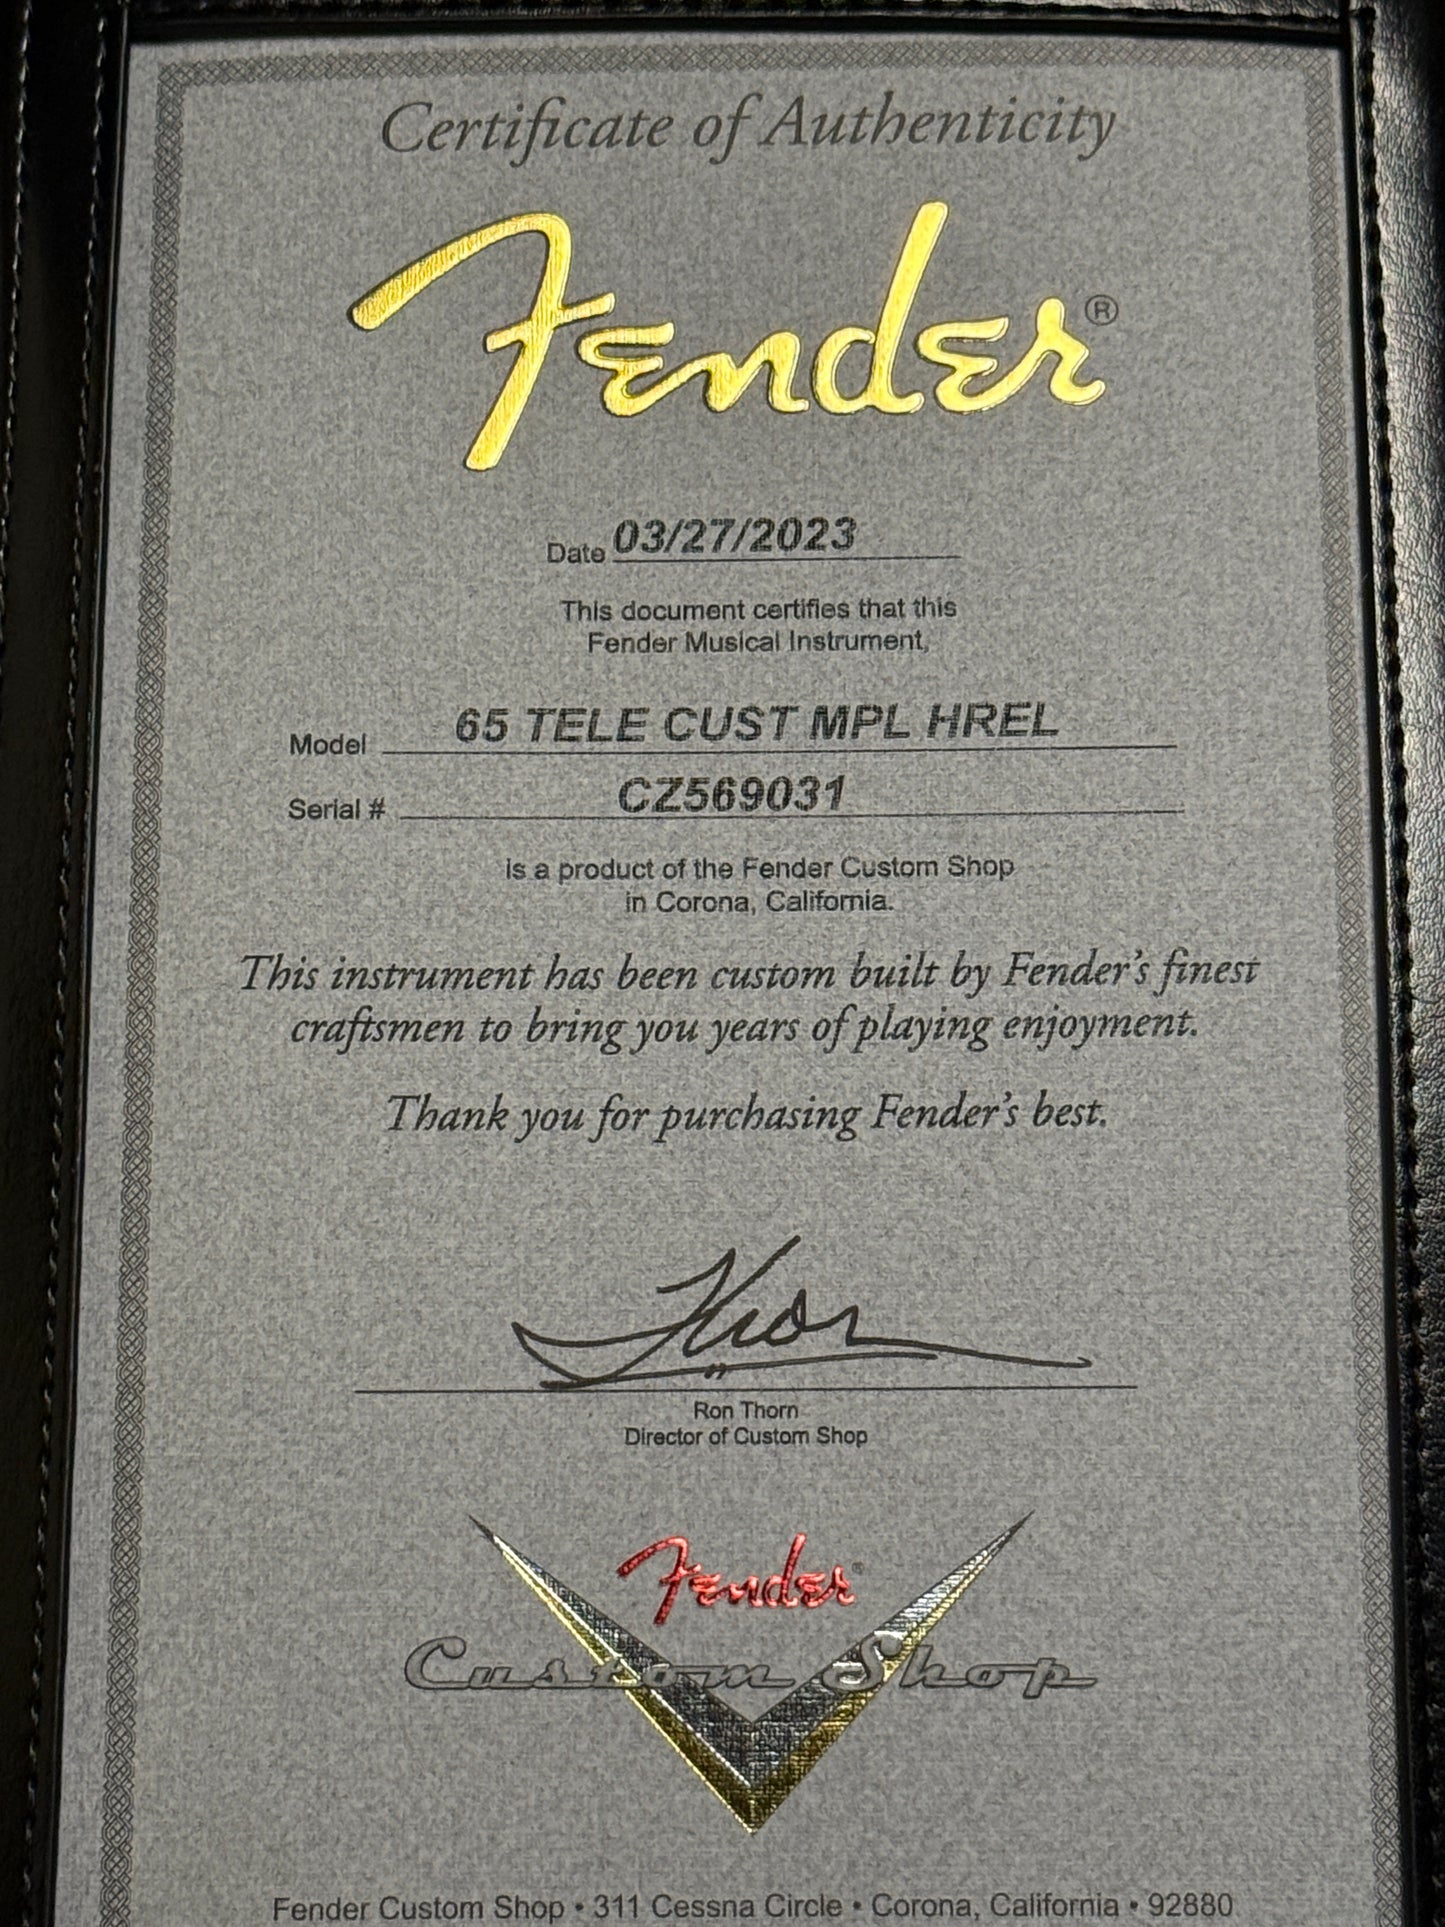 Certificate of Authenticity
Fender®
Date 03/27/2023
This document certifies that this
Fender Musical Instrument,
Model 65 TELE CUST MPL HREL
Serial # CZ569031
is a product of the Fender Custom Shop
in Corona, California.
This instrument has been custom built by Fender's finest
craftsmen to bring you years of playing enjoyment.
Thank you for purchasing Fender's best.
Ron Thorn
Director of Custom Shop
Fender
Custom Shop
Fender Custom Shop • 311 Cessna Circle • Corona, California • 92880